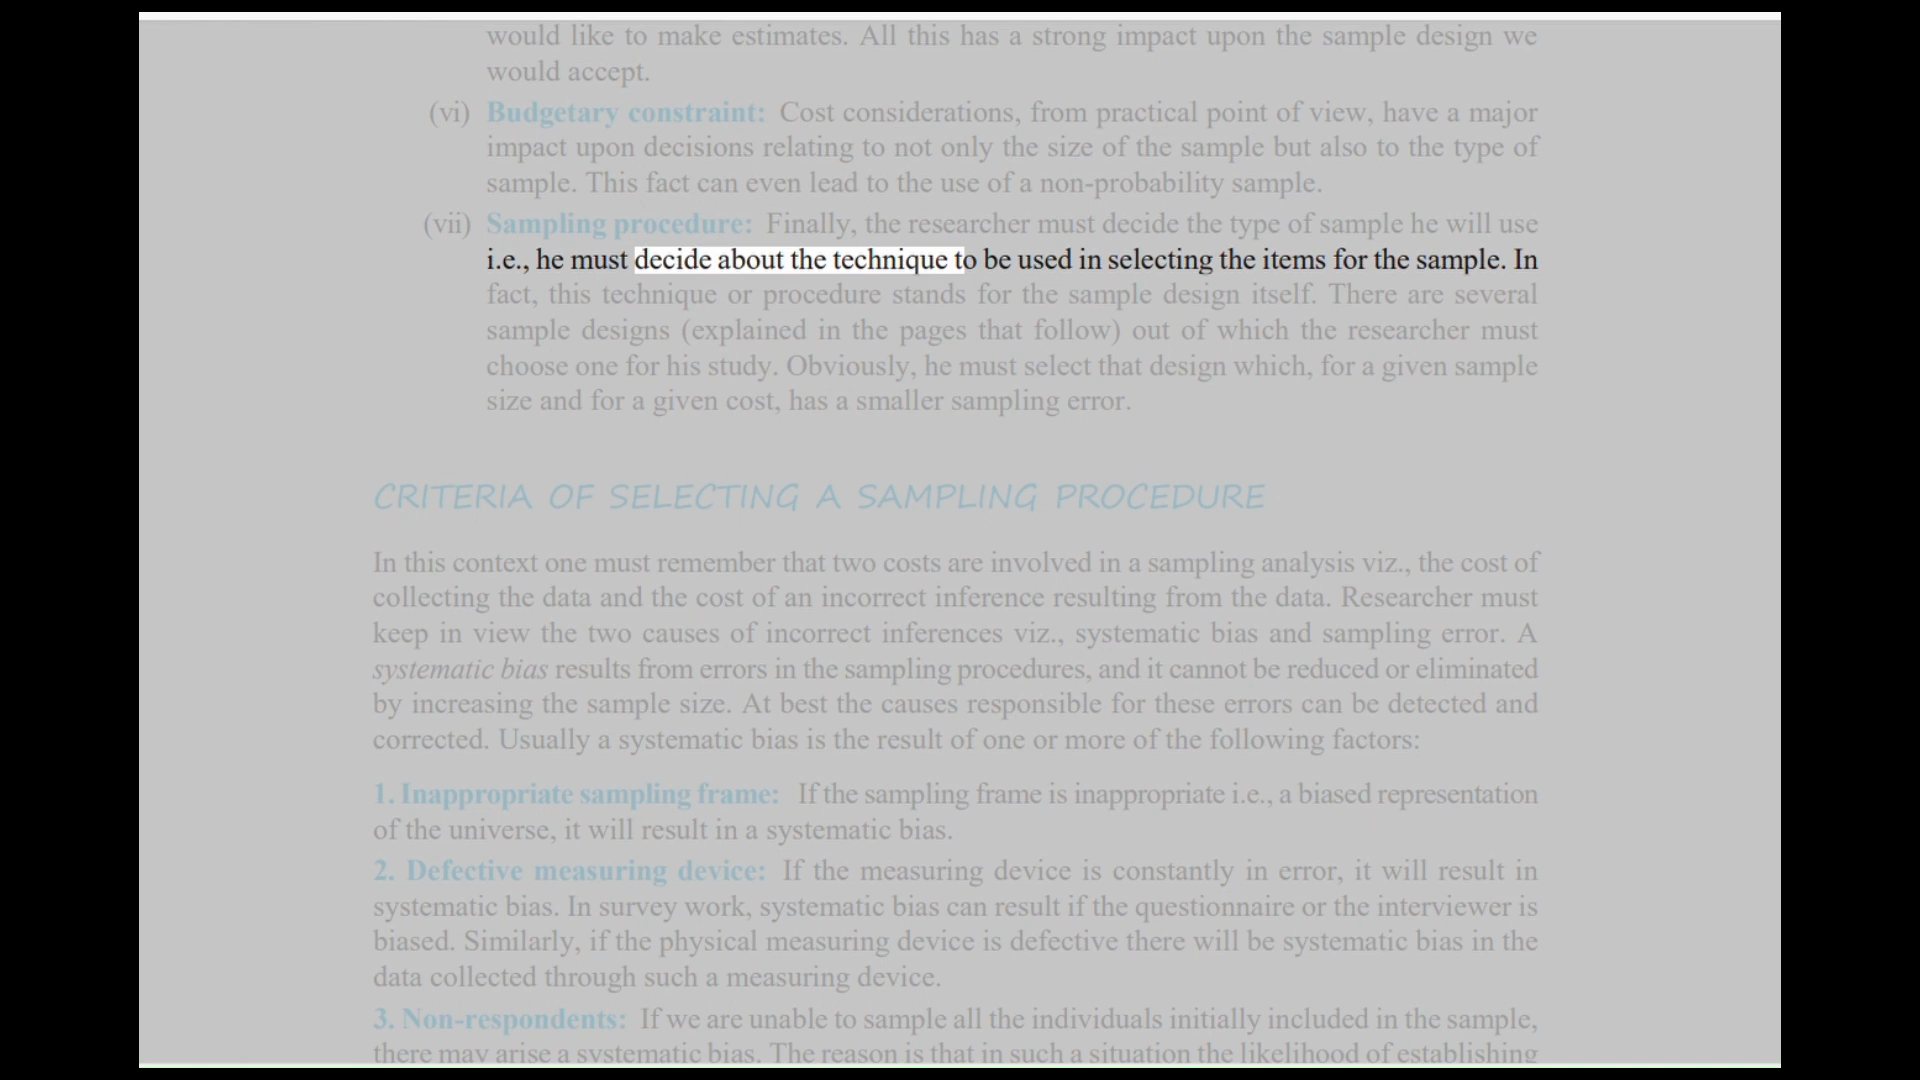 would like to make estimates. All this has a strong impact upon the sample design we
would accept.
(vi) Budgetary constraint: Cost considerations, from practical point of view, have a major
impact upon decisions relating to not only the size of the sample but also to the type of
sample. This fact can even lead to the use of a non-probability sample.
(vii) Sampling procedure: Finally, the researcher must decide the type of sample he will use
i.e., he must decide about the technique to be used in selecting the items for the sample. In
fact, this technique or procedure stands for the sample design itself. There are several
sample designs (explained in the pages that follow) out of which the researcher must
choose one for his study. Obviously, he must select that design which, for a given sample
size and for a given cost, has a smaller sampling error.
CRITERIA OF SELECTING A SAMPLING PROCEDURE
In this context one must remember that two costs are involved in a sampling analysis viz., the cost of
collecting the data and the cost of an incorrect inference resulting from the data. Researcher must
keep in view the two causes of incorrect inferences viz., systematic bias and sampling error. A
systematic bias results from errors in the sampling procedures, and it cannot be reduced or eliminated
by increasing the sample size. At best the causes responsible for these errors can be detected and
corrected. Usually a systematic bias is the result of one or more of the following factors:
1. Inappropriate sampling frame: If the sampling frame is inappropriate i.e., a biased representation
of the universe, it will result in a systematic bias.
2. Defective measuring device: If the measuring device is constantly in error, it will result in
systematic bias. In survey work, systematic bias can result if the questionnaire or the interviewer is
biased. Similarly, if the physical measuring device is defective there will be systematic bias in the
data collected through such a measuring device.
3. Non-respondents: If we are unable to sample all the individuals initially included in the sample,
there may arise a systematic bias. The reason is that in such a situation the likelihood of establishing